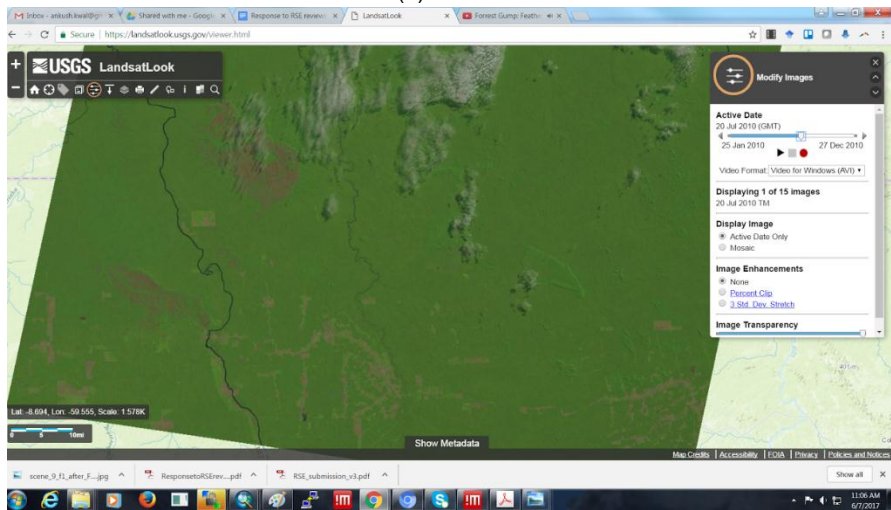 Inbox - ankush.kwal@gm
Shared with me - Google
Response to RSE reviewe
LandsatLook
Forrest Gump: Feathe
Secure | https://landsatlook.usgs.gov/viewer.html
USGS LandsatLook
Modify Images
Active Date
20 Jul 2010 (GMT)
25 Jan 2010 27 Dec 2010
Video Format: Video for Windows (AVI)
Displaying 1 of 15 images
20 Jul 2010 TM
Display Image
Active Date Only
Mosaic
Image Enhancements
None
Percent Clip
3 Std. Dev. Stretch
Image Transparency
Lat: -8.694, Lon: -59.555, Scale: 1.578K
0 5 10mi
Show Metadata
Map Credits | Accessibility | FOIA | Privacy | Policies and Notices
scene_9_f1_after_F....jpg
ResponsetoRSErev....pdf
RSE_submission_v3.pdf
Show all
11:06 AM
6/7/2017